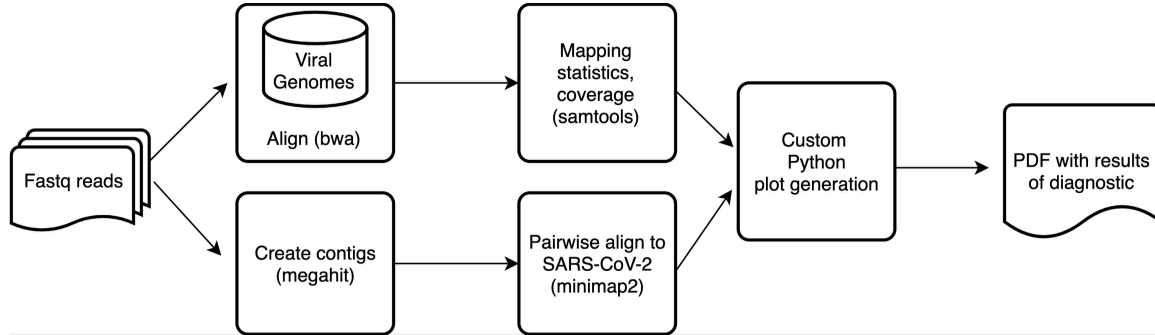 Fastq reads
Viral
Genomes
Align (bwa)
Mapping
statistics,
coverage
(samtools)
Create contigs
(megahit)
Pairwise align to
SARS-CoV-2
(minimap2)
Custom
Python
plot generation
PDF with results
of diagnostic